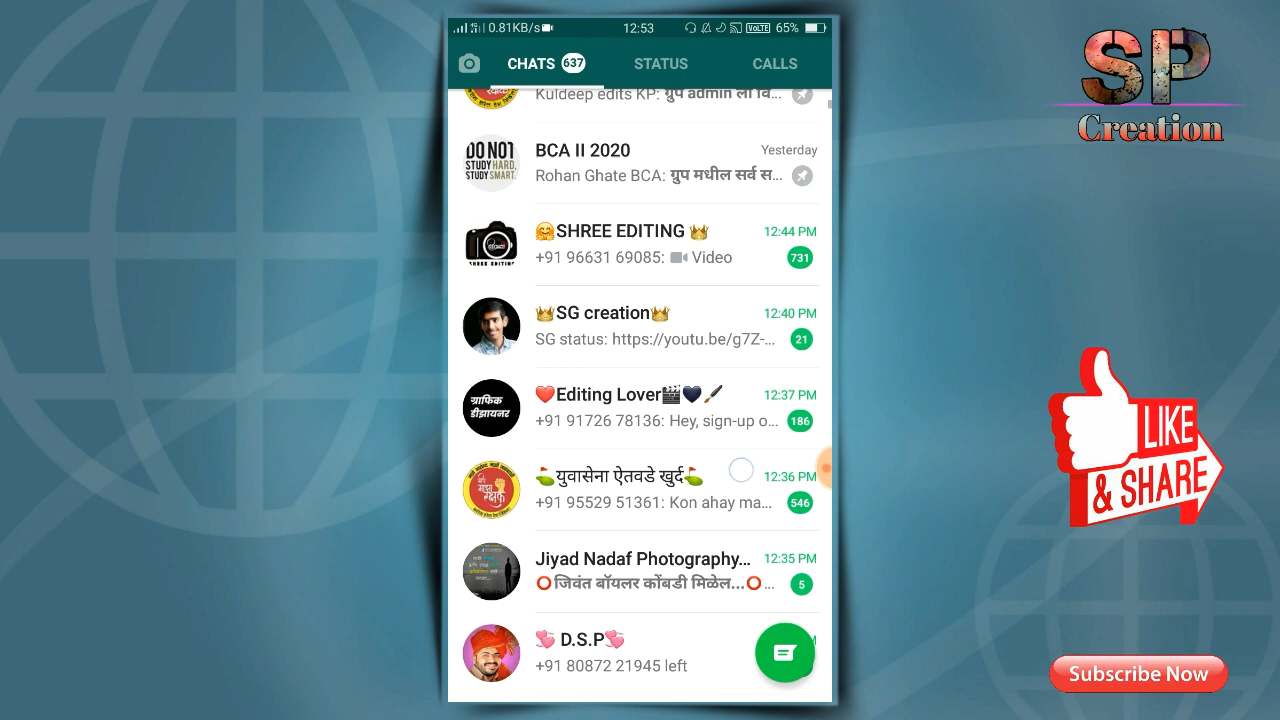 0.81KB/s 12:53 VoLTE 65%
CHATS 637 STATUS CALLS
Kuldeep edits KP: ग्रुप admin ला वि...
DO NOT
STUDY HARD,
STUDY SMART.
BCA II 2020 Yesterday
Rohan Ghate BCA: ग्रुप मधील सर्व स...
SHREE EDITING
🤗SHREE EDITING 👑 12:44 PM
+91 96631 69085: Video 731
👑SG creation👑 12:40 PM
SG status: https://youtu.be/g7Z-... 21
ग्राफिक
डीझायनर
❤️Editing Lover🎬🖤🖌️ 12:37 PM
+91 91726 78136: Hey, sign-up o... 186
⛳युवासेना ऐतवडे खुर्द⛳ 12:36 PM
+91 95529 51361: Kon ahay ma... 546
Jiyad Nadaf Photography... 12:35 PM
⭕जिवंत बॉयलर कोंबडी मिळेल...⭕... 5
💞 D.S.P💞
+91 80872 21945 left
SP
Creation
LIKE
& SHARE
Subscribe Now